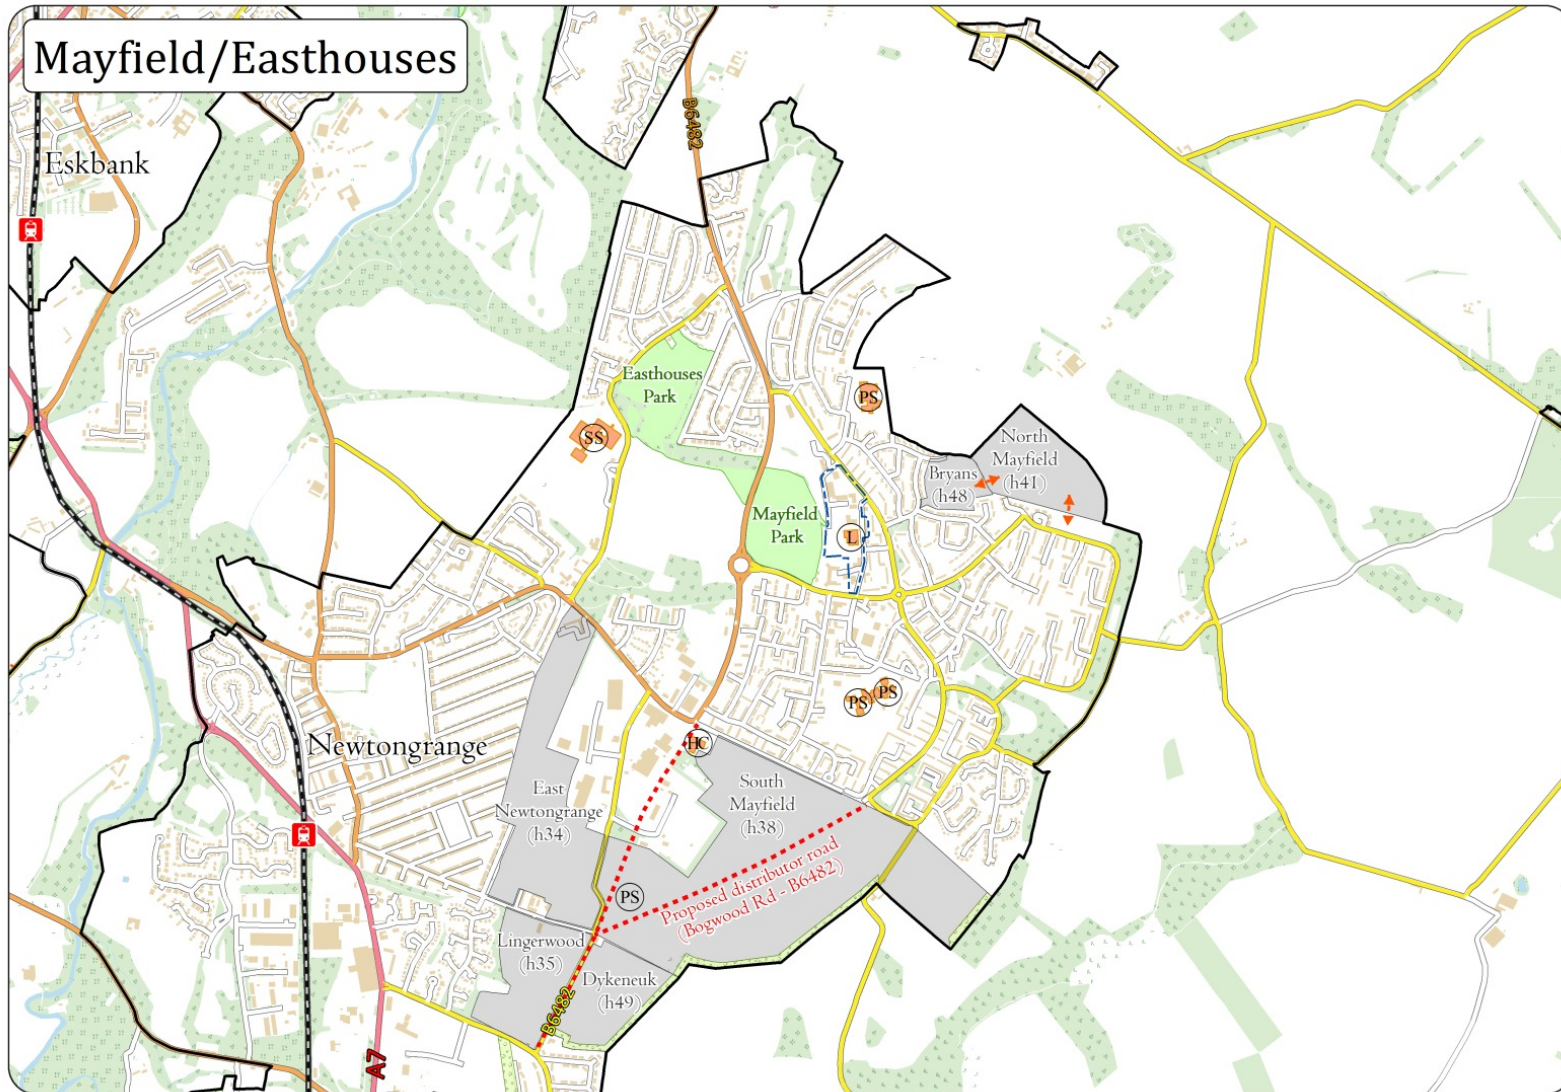 Mayfield/Easthouses
B6482
Eskbank
Easthouses
Park
PS
SS
North
Mayfield
(h41)
Bryans
(h48)
Mayfield
Park
L
PS
PS
Newtongrange
HC
East
Newtongrange
(h34)
South
Mayfield
(h38)
Proposed distributor road
(Bogwood Rd - B6482)
PS
Lingerwood
(h35)
Dykeneuk
(h49)
B6482
A7